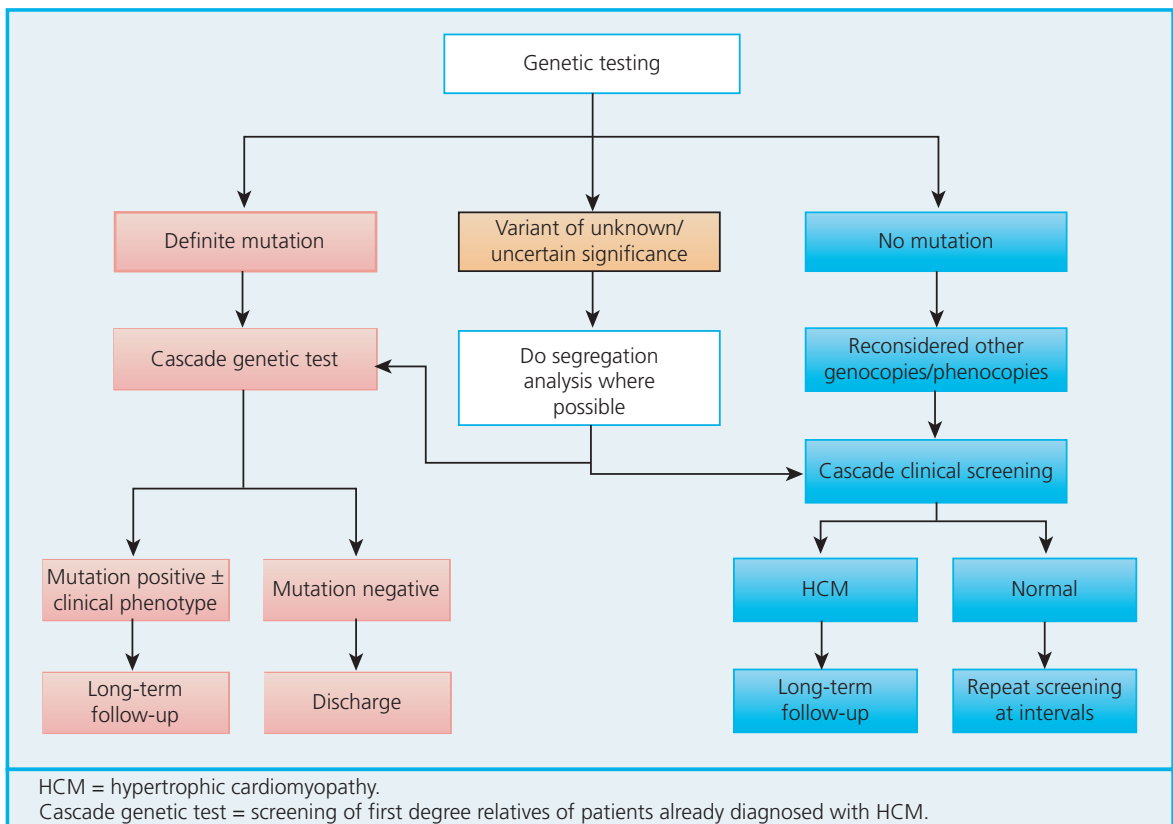 Genetic testing
Definite mutation
Variant of unknown/
uncertain significance
No mutation
Cascade genetic test
Do segregation
analysis where
possible
Reconsidered other
genocopies/phenocopies
Cascade clinical screening
Mutation positive ±
clinical phenotype
Mutation negative
HCM
Normal
Long-term
follow-up
Discharge
Long-term
follow-up
Repeat screening
at intervals
HCM = hypertrophic cardiomyopathy.
Cascade genetic test = screening of first degree relatives of patients already diagnosed with HCM.